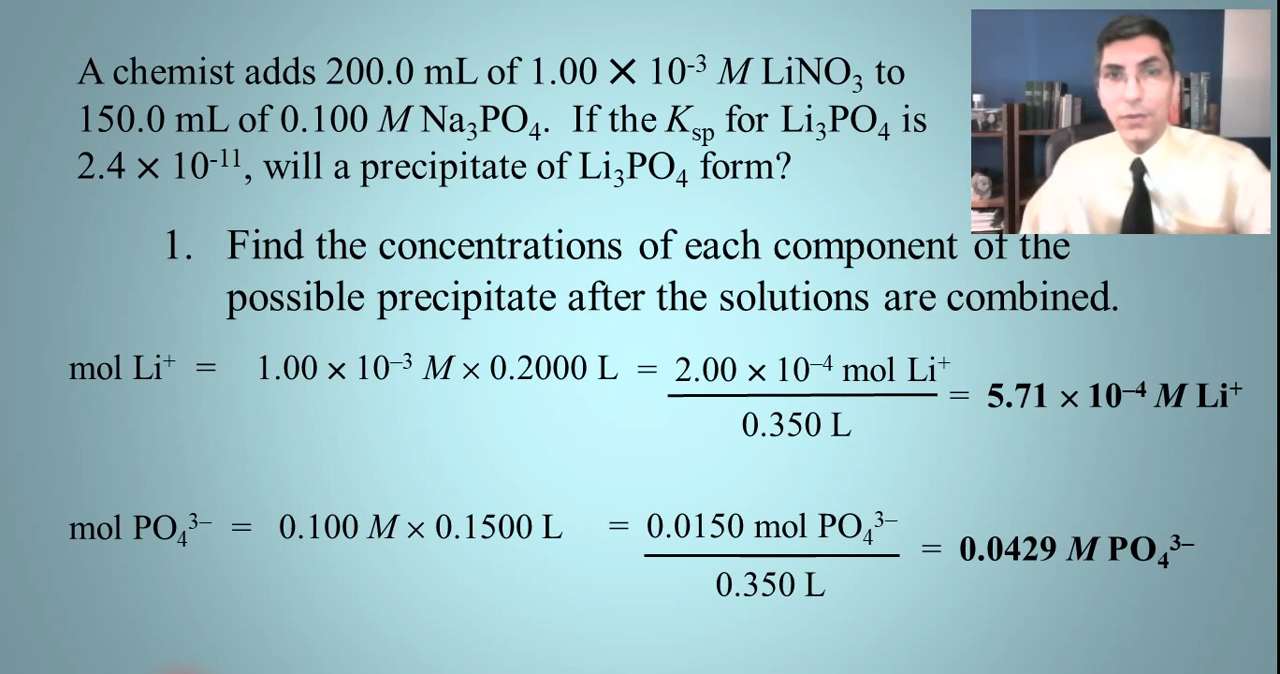 A chemist adds 200.0 mL of 1.00 × 10⁻³ M LiNO₃ to
150.0 mL of 0.100 M Na₃PO₄. If the Kₛₚ for Li₃PO₄ is
2.4 × 10⁻¹¹, will a precipitate of Li₃PO₄ form?
1. Find the concentrations of each component of the
possible precipitate after the solutions are combined.
mol Li⁺ = 1.00 × 10⁻³ M × 0.2000 L = 2.00 × 10⁻⁴ mol Li⁺ = 5.71 × 10⁻⁴ M Li⁺
0.350 L
mol PO₄³⁻ = 0.100 M × 0.1500 L = 0.0150 mol PO₄³⁻ = 0.0429 M PO₄³⁻
0.350 L